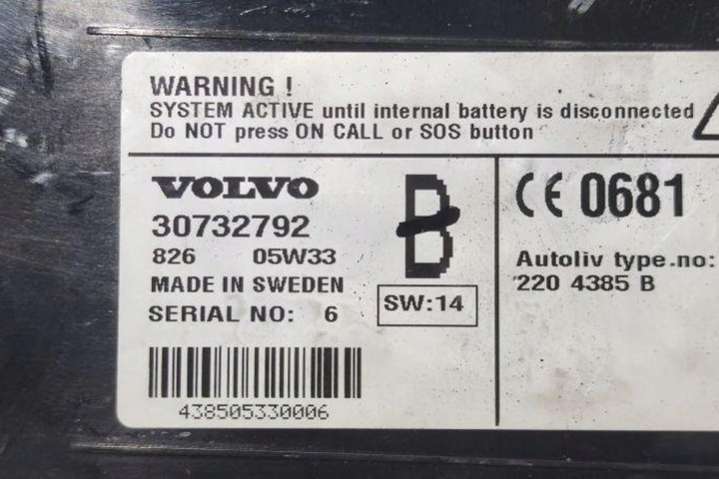 WARNING !
SYSTEM ACTIVE until internal battery is disconnected
Do NOT press ON CALL or SOS button
VOLVO
30732792
826 05W33
MADE IN SWEDEN
SERIAL NO: 6
438505330006
B
SW:14
CE 0681
Autoliv type.no:
220 4385 B